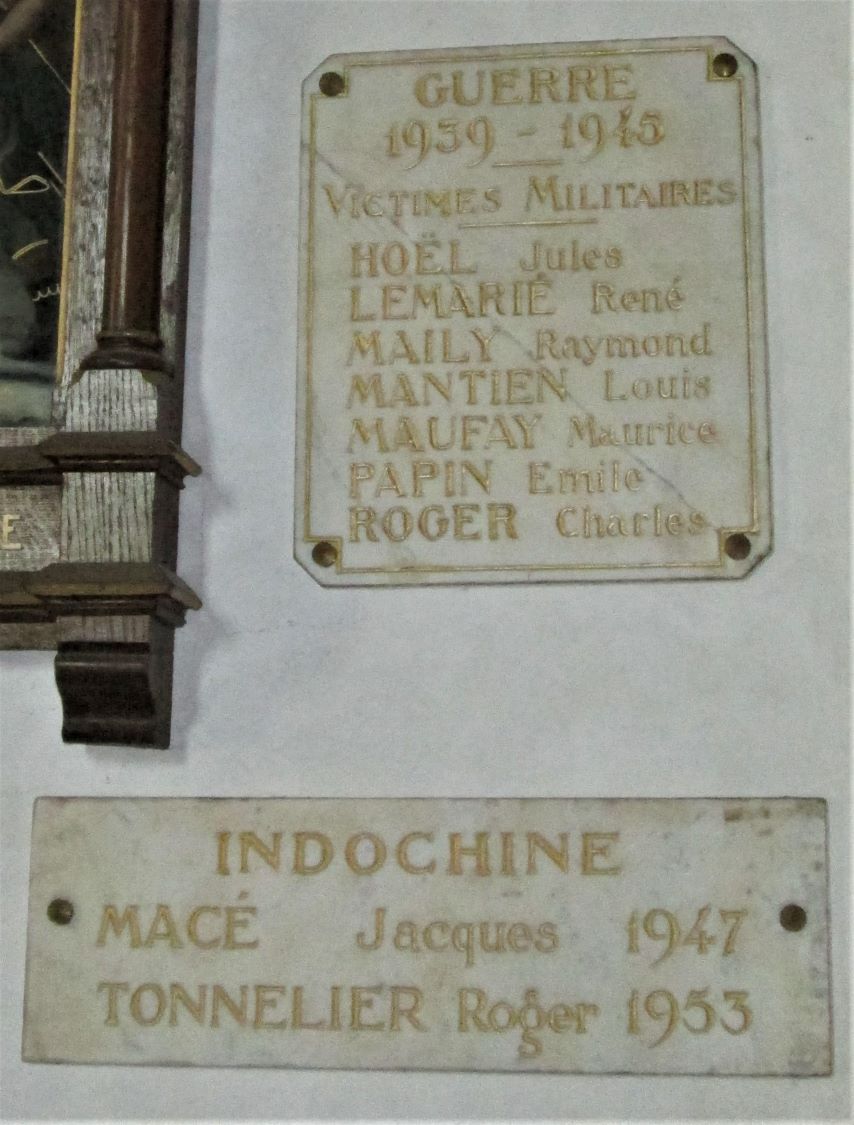 GUERRE
1939 - 1945
VICTIMES MILITAIRES
HOËL Jules
LEMARIÉ René
MAILY Raymond
MANTIEN Louis
MAUFAY Maurice
PAPIN Emile
ROGER Charles
E
INDOCHINE
MACÉ Jacques 1947
TONNELIER Roger 1953